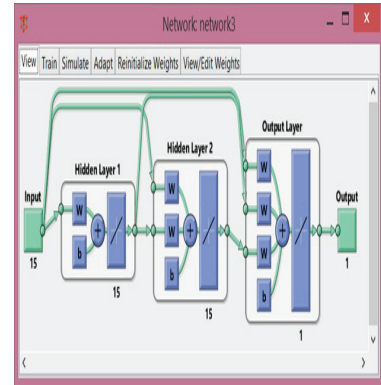 Network: network3
View Train Simulate Adapt Reinitialize Weights View/Edit Weights
Output Layer
Hidden Layer 2
Hidden Layer 1
Input
Output
W
W
W
W
W
W
b
b
b
+
+
+
15
15
15
1
1